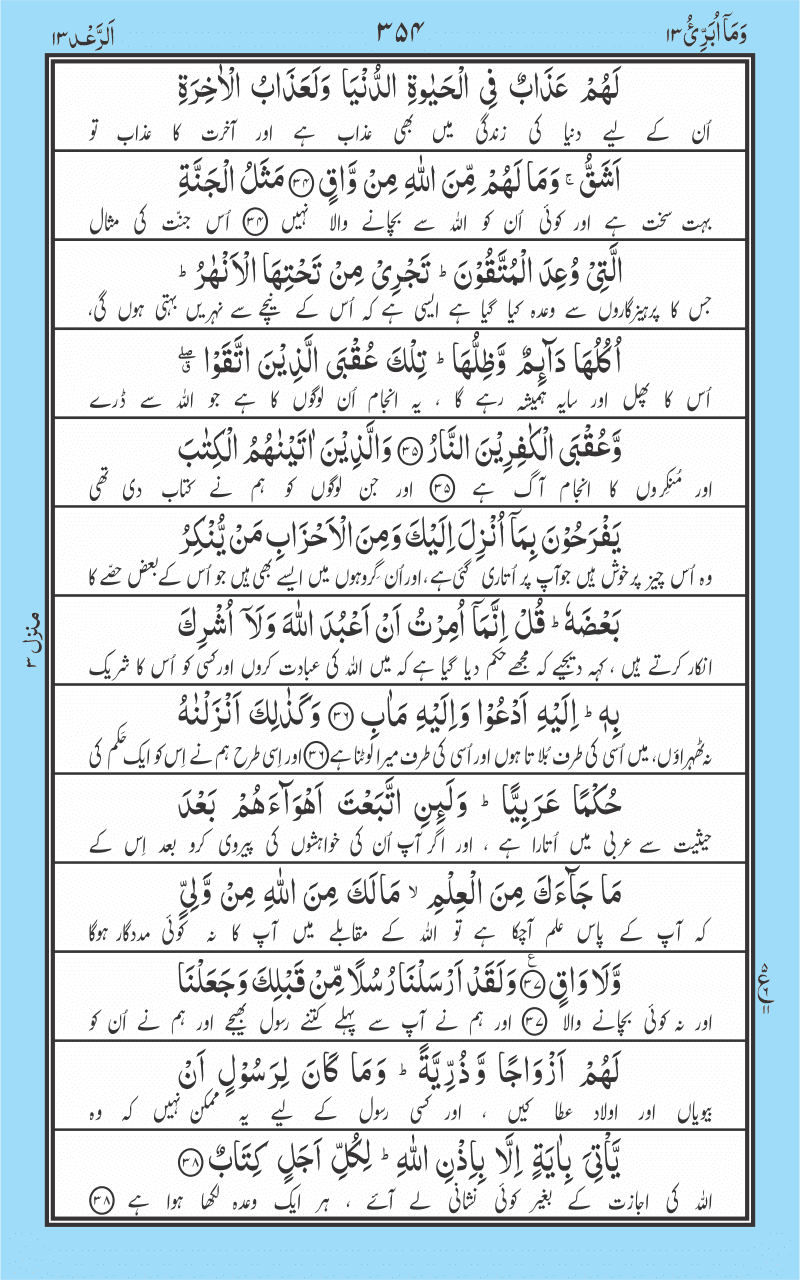 وَمَآ اُبَرِّئُ ١٣
٣٥٤
اَلرَّعْد ١٣
لَهُمْ عَذَابٌ فِي الْحَيٰوةِ الدُّنْيَا وَلَعَذَابُ الْاٰخِرَةِ
اُن کے لیے دنیا کی زندگی میں بھی عذاب ہے اور آخرت کا عذاب تو
اَشَقُّ ۚ وَمَا لَهُمْ مِّنَ اللّٰهِ مِنْ وَّاقٍ ﴿٣٤﴾ مَثَلُ الْجَنَّةِ
بہت سخت ہے اور کوئی اُن کو اللہ سے بچانے والا نہیں ﴿٣٤﴾ اُس جنّت کی مثال
الَّتِيْ وُعِدَ الْمُتَّقُوْنَ ؕ تَجْرِيْ مِنْ تَحْتِهَا الْاَنْهٰرُ ؕ
جس کا پرہیزگاروں سے وعدہ کیا گیا ہے ایسی ہے کہ اُس کے نیچے سے نہریں بہتی ہوں گی،
اُكُلُهَا دَآىِٕمٌ وَّظِلُّهَا ؕ تِلْكَ عُقْبَى الَّذِيْنَ اتَّقَوْا ۖۗ
اُس کا پھل اور سایہ ہمیشہ رہے گا ، یہ انجام اُن لوگوں کا ہے جو اللہ سے ڈرے
وَّعُقْبَى الْكٰفِرِيْنَ النَّارُ ﴿٣٥﴾ وَالَّذِيْنَ اٰتَيْنٰهُمُ الْكِتٰبَ
اور مُنکِروں کا انجام آگ ہے ﴿٣٥﴾ اور جن لوگوں کو ہم نے کتاب دی تھی
يَفْرَحُوْنَ بِمَآ اُنْزِلَ اِلَيْكَ وَمِنَ الْاَحْزَابِ مَنْ يُّنْكِرُ
وہ اُس چیز پر خوش ہیں جو آپ پر اُتاری گئی ہے، اور اُن گروہوں میں ایسے بھی ہیں جو اُس کے بعض حصّے کا
بَعْضَهٗ ؕ قُلْ اِنَّمَآ اُمِرْتُ اَنْ اَعْبُدَ اللّٰهَ وَلَآ اُشْرِكَ
انکار کرتے ہیں ، کہہ دیجیے کہ مجھے حکم دیا گیا ہے کہ میں اللہ کی عبادت کروں اور کسی کو اُس کا شریک
بِهٖ ؕ اِلَيْهِ اَدْعُوْا وَاِلَيْهِ مَاٰبِ ﴿٣٦﴾ وَكَذٰلِكَ اَنْزَلْنٰهُ
نہ ٹھہراؤں، میں اُسی کی طرف بُلاتا ہوں اور اُسی کی طرف میرا لَوٹنا ہے ﴿٣٦﴾ اور اِسی طرح ہم نے اِس کو ایک حَکم کی
حُكْمًا عَرَبِيًّا ؕ وَلَىِٕنِ اتَّبَعْتَ اَهْوَآءَهُمْ بَعْدَ
حیثیت سے عربی میں اُتارا ہے ، اور اگر آپ اُن کی خواہشوں کی پیروی کرو بعد اِس کے
مَا جَآءَكَ مِنَ الْعِلْمِ ۙ مَا لَكَ مِنَ اللّٰهِ مِنْ وَّلِيٍّ
کہ آپ کے پاس علم آچکا ہے تو اللہ کے مقابلے میں آپ کا نہ کوئی مددگار ہوگا
وَّلَا وَاقٍ ﴿٣٧﴾ۧ وَلَقَدْ اَرْسَلْنَا رُسُلًا مِّنْ قَبْلِكَ وَجَعَلْنَا
اور نہ کوئی بچانے والا ﴿٣٧﴾ اور ہم نے آپ سے پہلے کتنے رسول بھیجے اور ہم نے اُن کو
لَهُمْ اَزْوَاجًا وَّذُرِّيَّةً ؕ وَمَا كَانَ لِرَسُوْلٍ اَنْ
بیویاں اور اولاد عطا کیں ، اور کسی رسول کے لیے یہ ممکن نہیں کہ وہ
يَّاْتِيَ بِاٰيَةٍ اِلَّا بِاِذْنِ اللّٰهِ ؕ لِكُلِّ اَجَلٍ كِتَابٌ ﴿٣٨﴾
اللہ کی اجازت کے بغیر کوئی نشانی لے آئے ، ہر ایک وعدہ لکھا ہوا ہے ﴿٣٨﴾
منزل ٣
٥
ع
٦
١١